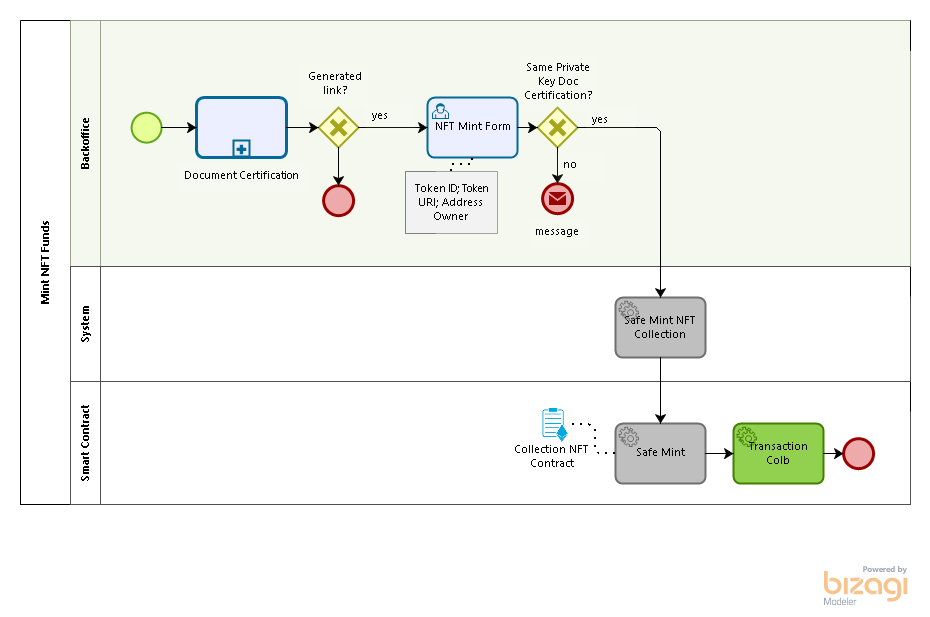 Mint NFT Funds
Backoffice
Generated
link?
Same Private
Key Doc
Certification?
yes
yes
NFT Mint Form
no
Document Certification
Token ID; Token
URI; Address
Owner
message
System
Safe Mint NFT
Collection
Smart Contract
Collection NFT
Contract
Safe Mint
Transaction
Colb
Powered by
bizagi
Modeler